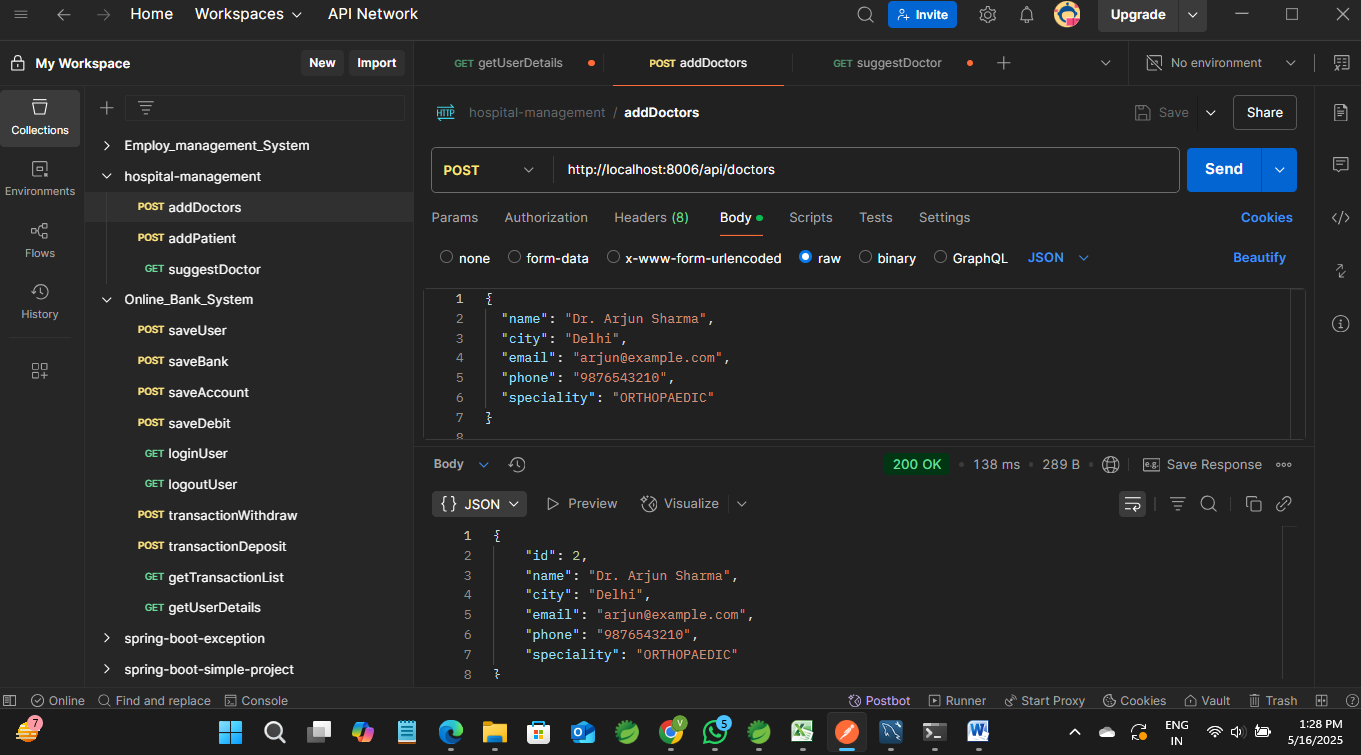 Home Workspaces API Network Invite Upgrade
My Workspace New Import GET getUserDetails POST addDoctors GET suggestDoctor No environment
Collections
Environments
Flows
History
Employ_management_System
hospital-management
POST addDoctors
POST addPatient
GET suggestDoctor
Online_Bank_System
POST saveUser
POST saveBank
POST saveAccount
POST saveDebit
GET loginUser
GET logoutUser
POST transactionWithdraw
POST transactionDeposit
GET getTransactionList
GET getUserDetails
spring-boot-exception
spring-boot-simple-project
HTTP hospital-management / addDoctors Save Share
POST http://localhost:8006/api/doctors Send
Params Authorization Headers (8) Body Scripts Tests Settings Cookies
none form-data x-www-form-urlencoded raw binary GraphQL JSON Beautify
1 {
2 "name": "Dr. Arjun Sharma",
3 "city": "Delhi",
4 "email": "arjun@example.com",
5 "phone": "9876543210",
6 "speciality": "ORTHOPAEDIC"
7 }
8
Body 200 OK 138 ms 289 B e.g. Save Response
{} JSON Preview Visualize
1 {
2 "id": 2,
3 "name": "Dr. Arjun Sharma",
4 "city": "Delhi",
5 "email": "arjun@example.com",
6 "phone": "9876543210",
7 "speciality": "ORTHOPAEDIC"
8 }
Online Find and replace Console Postbot Runner Start Proxy Cookies Vault Trash
7 V 5 ENG 1:28 PM
IN 5/16/2025